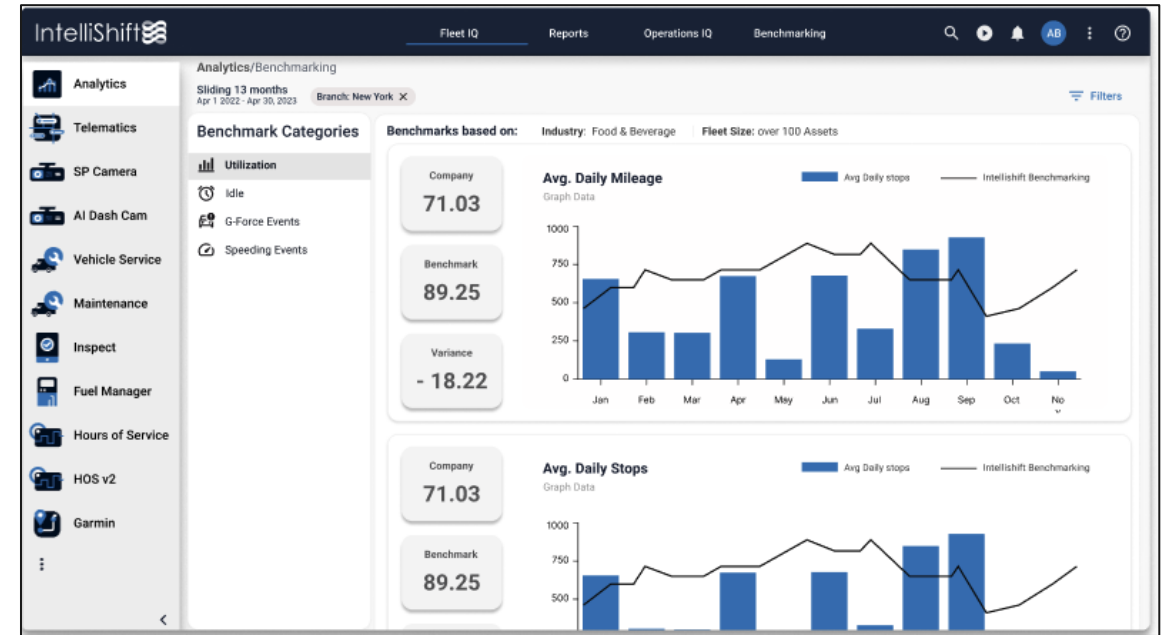 IntelliShift
Fleet IQ Reports Operations IQ Benchmarking AB
Analytics
Telematics
SP Camera
AI Dash Cam
Vehicle Service
Maintenance
Inspect
Fuel Manager
Hours of Service
HOS v2
Garmin
Analytics/Benchmarking
Sliding 13 months
Apr 1 2022 - Apr 30, 2023
Branch: New York X
Filters
Benchmark Categories
Utilization
Idle
G-Force Events
Speeding Events
Benchmarks based on: Industry: Food & Beverage Fleet Size: over 100 Assets
Company
71.03
Benchmark
89.25
Variance
- 18.22
Avg. Daily Mileage
Graph Data
Avg Daily stops Intellishift Benchmarking
1000
750
500
250
0
Jan Feb Mar Apr May Jun Jul Aug Sep Oct No
v
Company
71.03
Benchmark
89.25
Avg. Daily Stops
Graph Data
Avg Daily stops Intellishift Benchmarking
1000
750
500